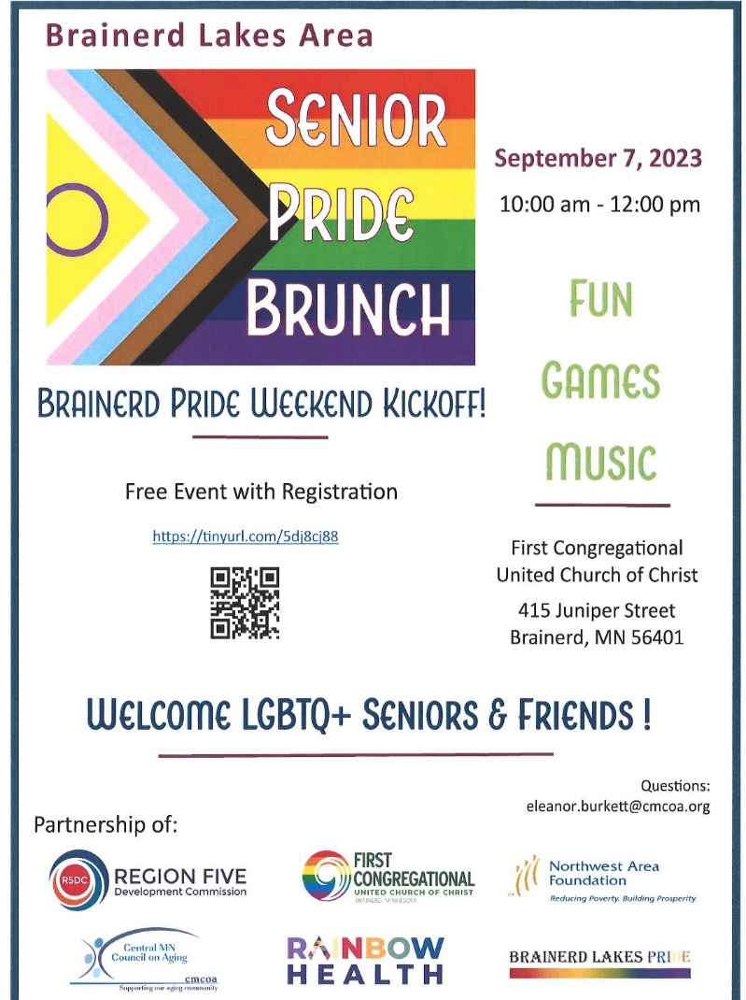 Brainerd Lakes Area
SENIOR
PRIDE
BRUNCH
September 7, 2023
10:00 am - 12:00 pm
FUN
GAMES
MUSIC
BRAINERD PRIDE WEEKEND KICKOFF!
Free Event with Registration
https://tinyurl.com/5dj8cj88
First Congregational
United Church of Christ
415 Juniper Street
Brainerd, MN 56401
WELCOME LGBTQ+ SENIORS & FRIENDS !
Questions:
eleanor.burkett@cmcoa.org
Partnership of:
R5DC
REGION FIVE
Development Commission
FIRST
CONGREGATIONAL
UNITED CHURCH OF CHRIST
BRAINERD, MINNESOTA
Northwest Area
Foundation
Reducing Poverty. Building Prosperity.
Central MN
Council on Aging
cmcoa
Supporting our aging community
RAINBOW
HEALTH
BRAINERD LAKES PRIDE